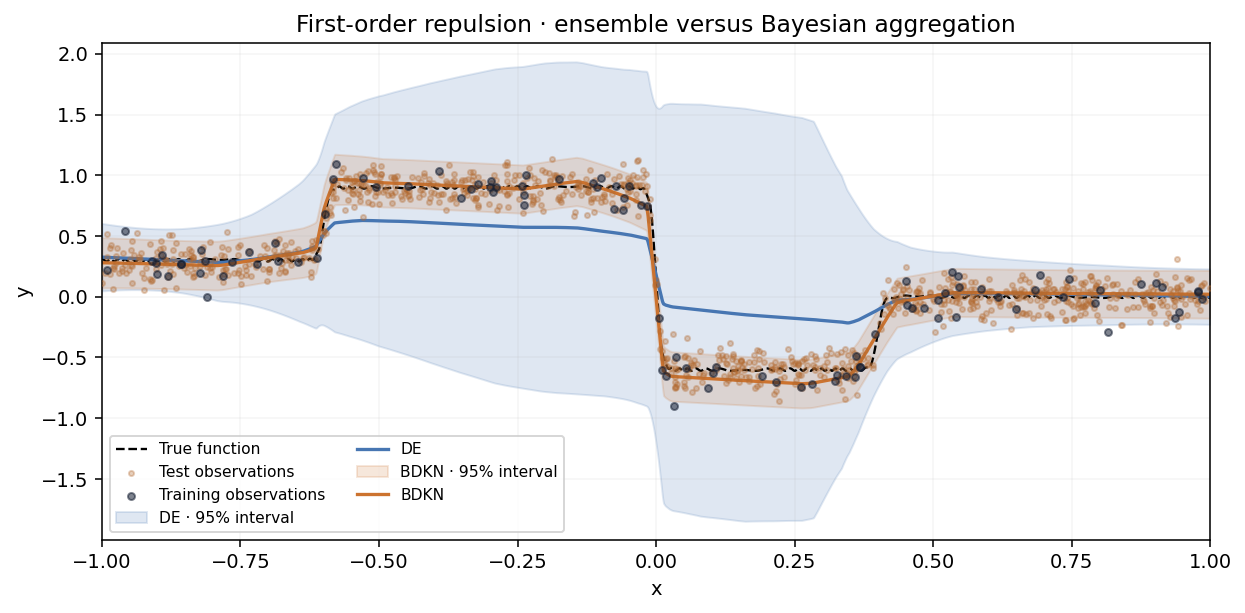 First-order repulsion · ensemble versus Bayesian aggregation
y
2.0
1.5
1.0
0.5
0.0
−0.5
−1.0
−1.5
True function
Test observations
Training observations
DE · 95% interval
DE
BDKN · 95% interval
BDKN
−1.00 −0.75 −0.50 −0.25 0.00 0.25 0.50 0.75 1.00
x